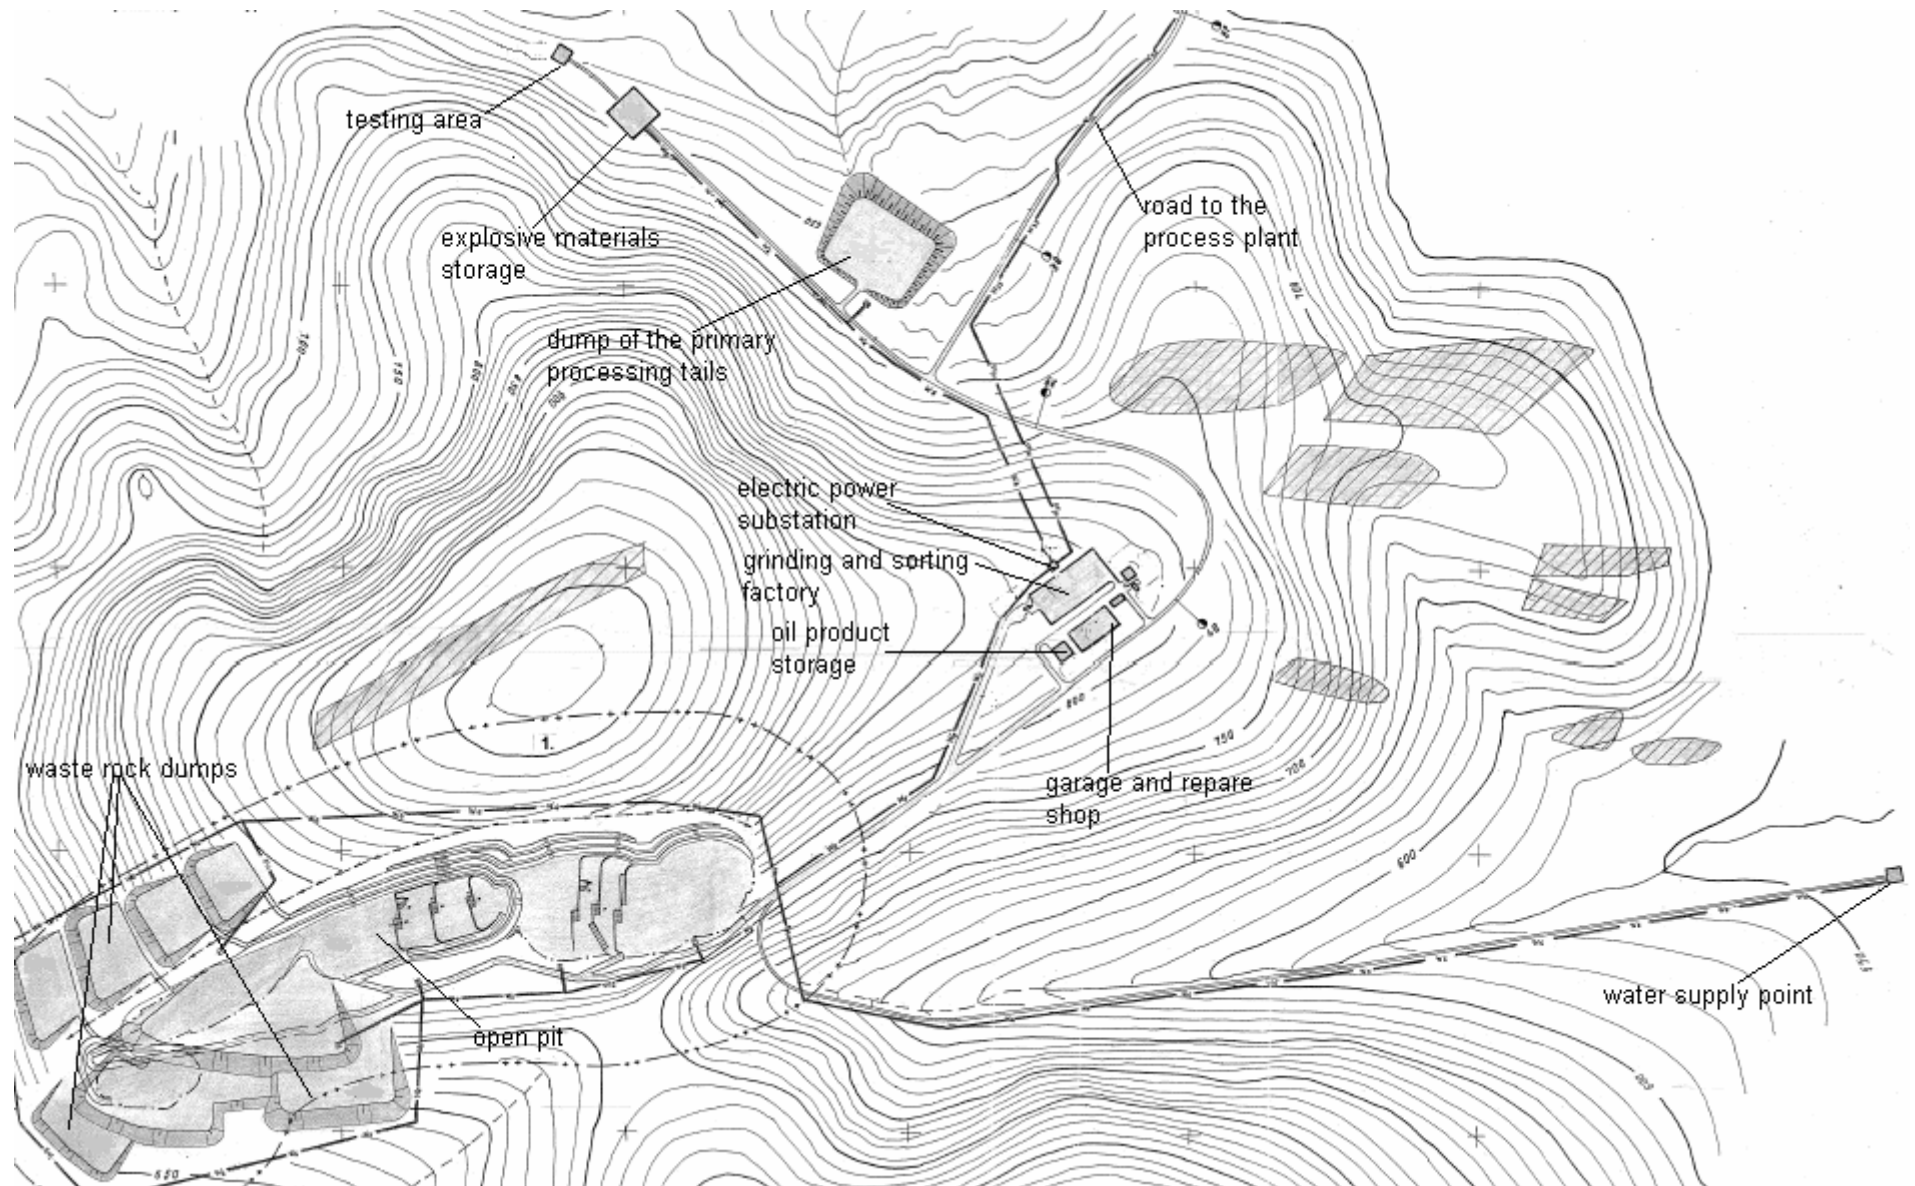 testing area
explosive materials
storage
road to the
process plant
dump of the primary
processing tails
electric power
substation
grinding and sorting
factory
oil product
storage
1.
waste rock dumps
garage and repare
shop
750
700
800
600
water supply point
open pit
650